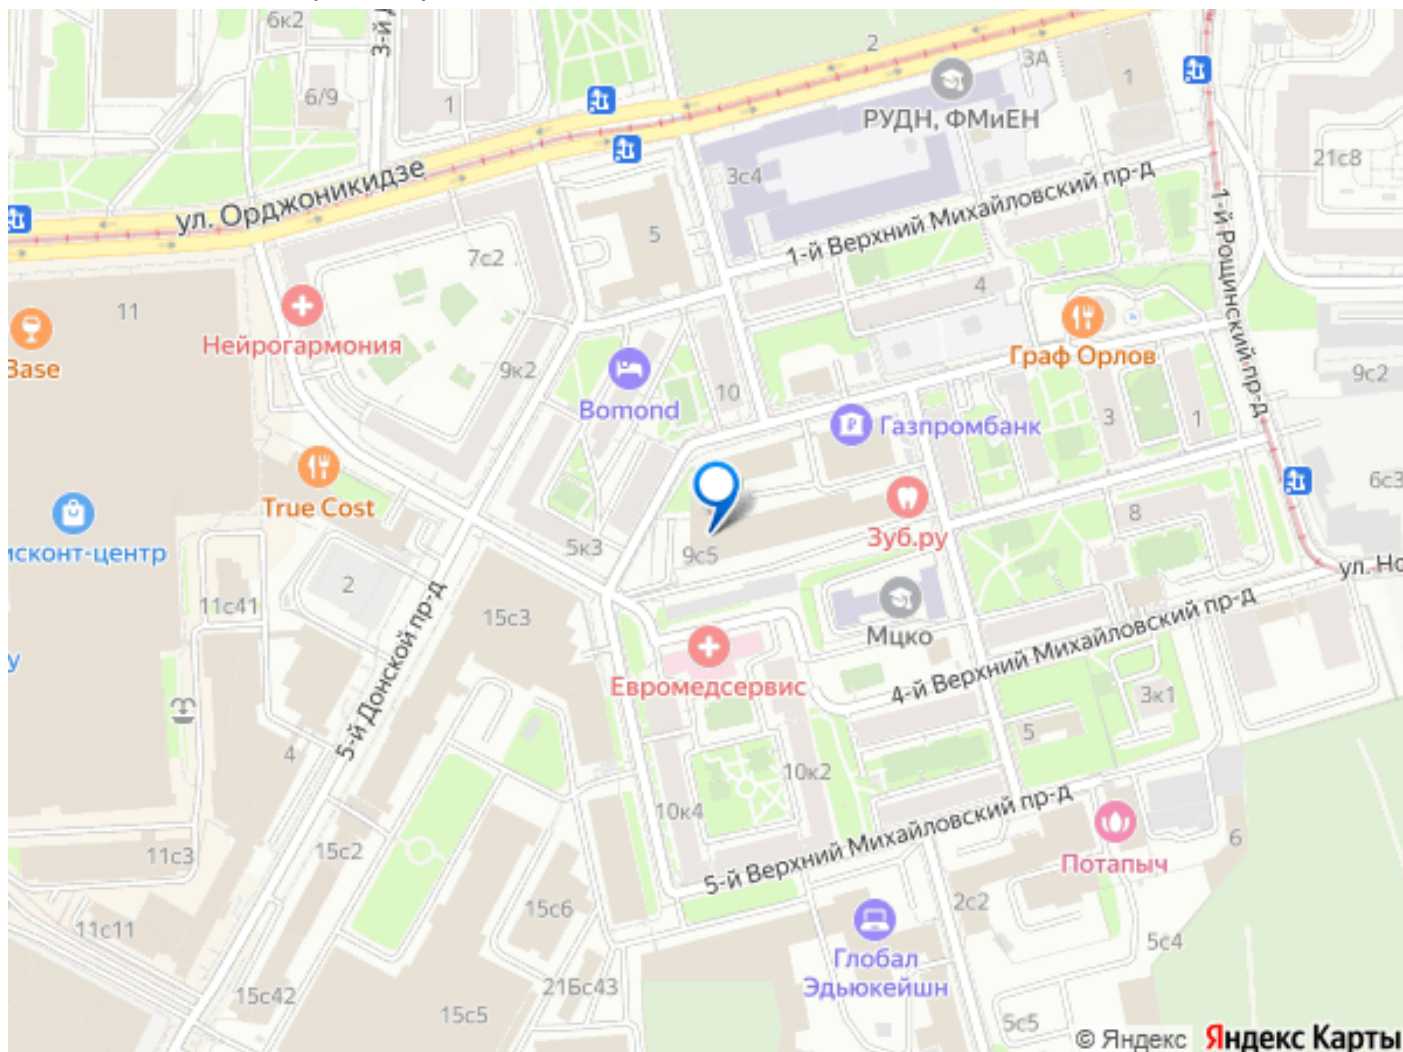 6к2
3-й
2
3А
1
6/9
1
РУДН, ФМиЕН
21с8
ул. Орджоникидзе
3с4
1-й Верхний Михайловский пр-д
1-й Рощинский пр-д
5
7с2
4
11
Нейрогармония
Base
Граф Орлов
9к2
9с2
Bomond
10
3
1
Газпромбанк
True Cost
6с3
8
Зуб.ру
исконт-центр
5к3
9с5
ул. Но
2
11с41
15с3
Мцко
у
Евромедсервис
4-й Верхний Михайловский пр-д
3к1
5-й Донской пр-д
5
4
10к2
10к4
5-й Верхний Михайловский пр-д
11с3
15с2
6
Потапыч
15с6
2с2
11с11
5с4
Глобал
Эдьюкейшн
15с42
21Бс43
15с5
5с5
© Яндекс Яндекс Карты